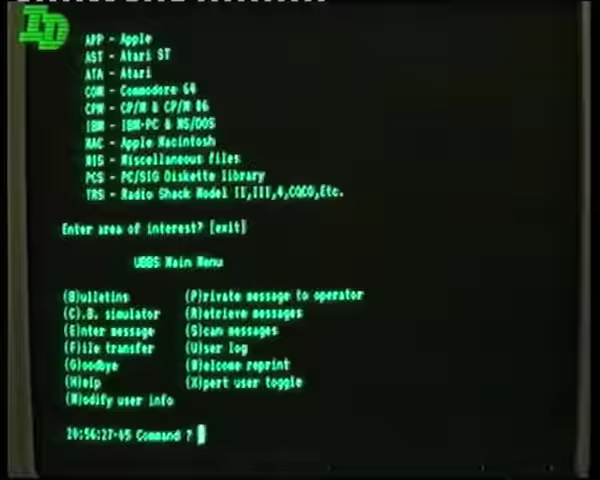 ID
APP - Apple
AST - Atari ST
ATA - Atari
COM - Commodore 64
CPM - CP/M & CP/M 86
IBM - IBM-PC & MS/DOS
MAC - Apple Macintosh
MIS - Miscellaneous files
PCS - PC/SIG Diskette library
TRS - Radio Shack Model II,III,4,COCO,Etc.
Enter area of interest? [exit]
UBBS Main Menu
(B)ulletins (P)rivate message to operator
(C).B. simulator (R)etrieve messages
(E)nter message (S)can messages
(F)ile transfer (U)ser log
(G)oodbye (W)elcome reprint
(H)elp (X)pert user toggle
(M)odify user info
20:56:27-05 Command ?